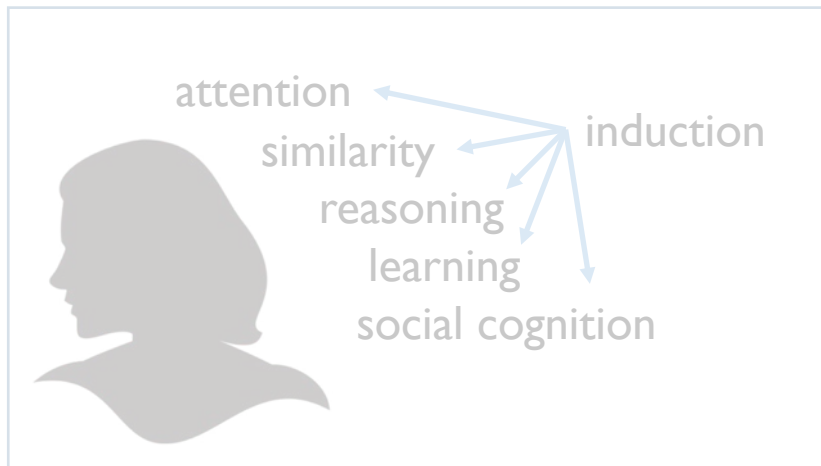 attention
induction
similarity
reasoning
learning
social cognition